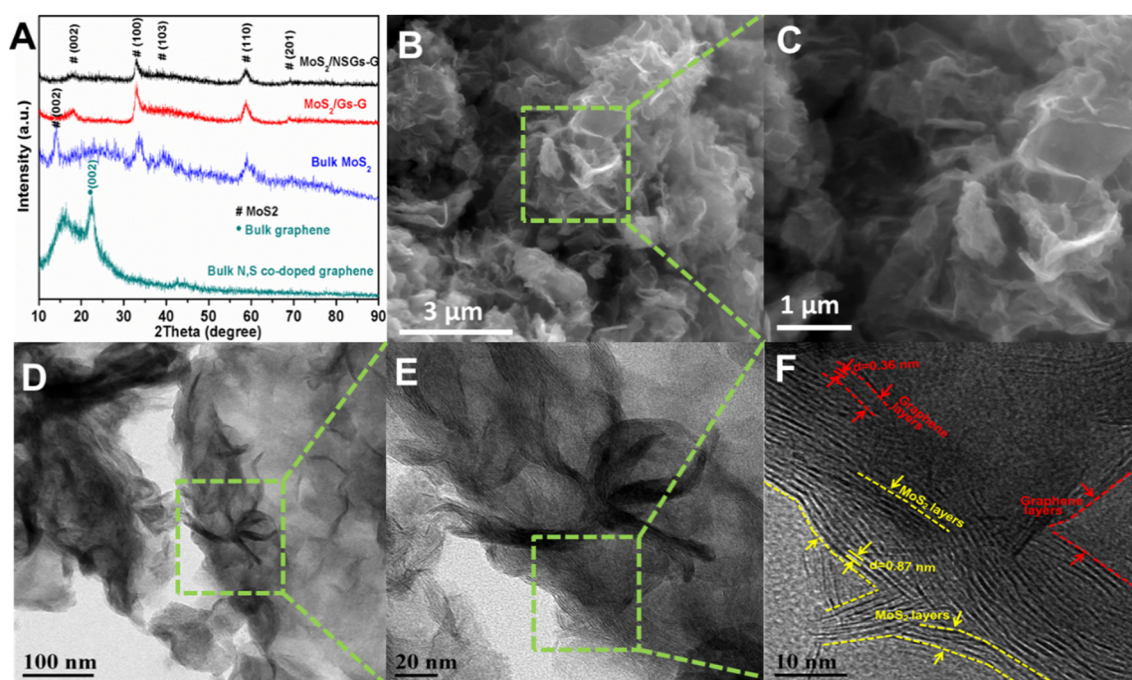 A
# (002)
# (100)
# (103)
# (110)
# (201)
MoS2/NSGs-G
MoS2/Gs-G
# (002)
Bulk MoS2
•(002)
# MoS2
• Bulk graphene
Bulk N,S co-doped graphene
Intensity (a.u.)
10 20 30 40 50 60 70 80 90
2Theta (degree)
B
3 µm
C
1 µm
D
100 nm
E
20 nm
F
d=0.36 nm
Graphene
layers
MoS2 layers
Graphene
layers
d=0.87 nm
MoS2 layers
10 nm